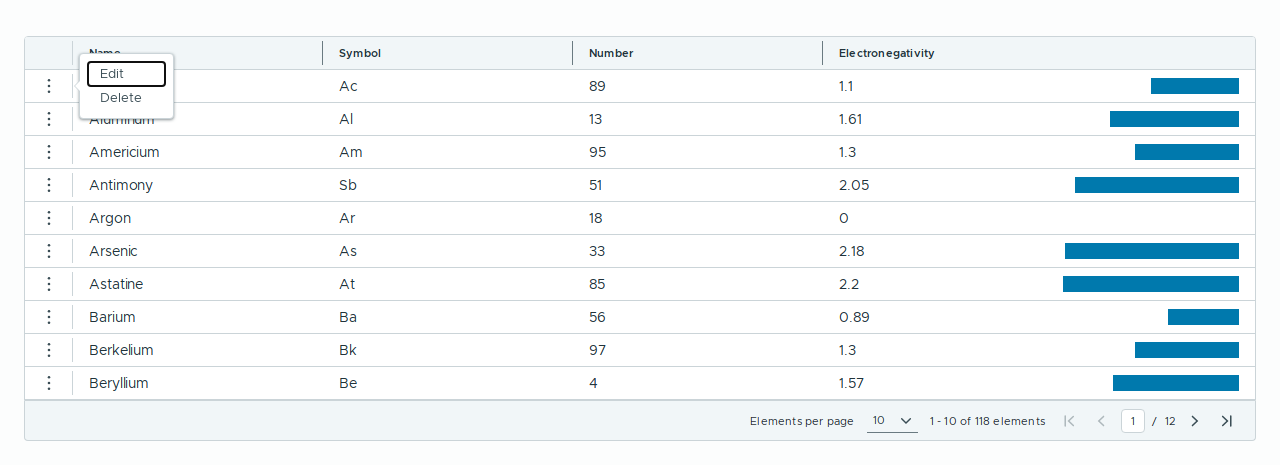 Name Symbol Number Electronegativity
Edit
Delete
Ac 89 1.1
Aluminum Al 13 1.61
Americium Am 95 1.3
Antimony Sb 51 2.05
Argon Ar 18 0
Arsenic As 33 2.18
Astatine At 85 2.2
Barium Ba 56 0.89
Berkelium Bk 97 1.3
Beryllium Be 4 1.57
Elements per page 10 1 - 10 of 118 elements 1 / 12